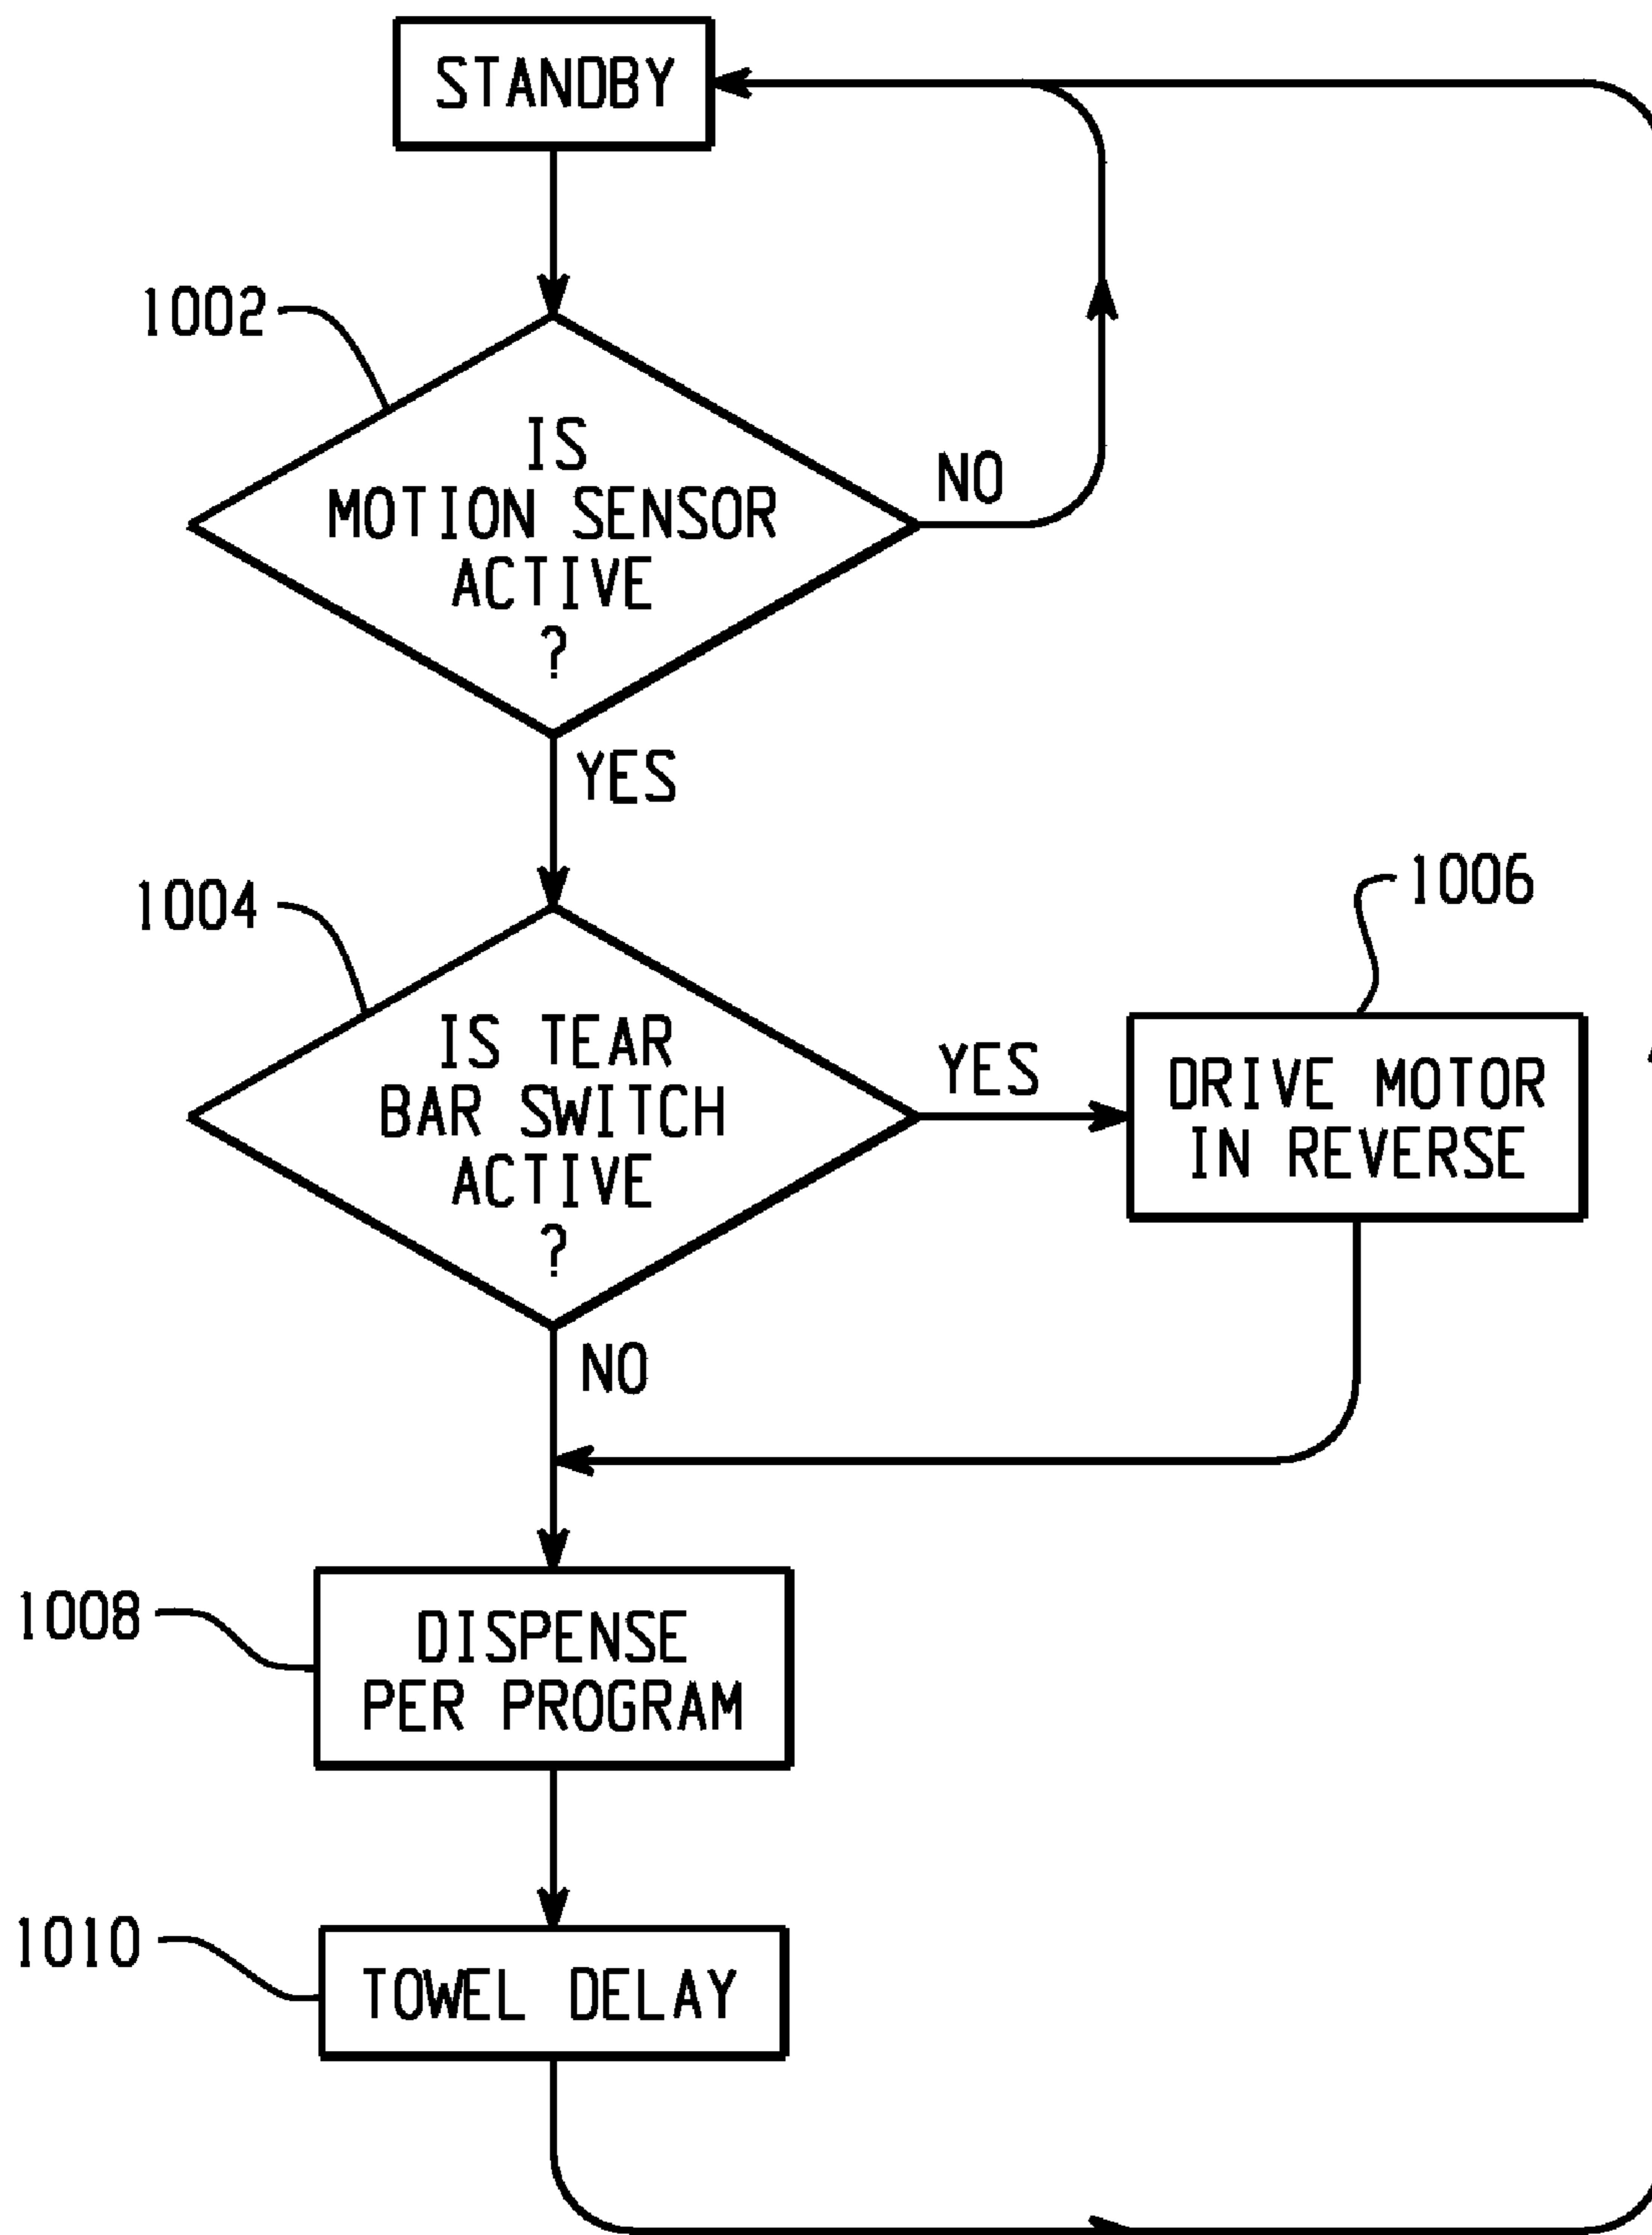 STANDBY
1002
IS
MOTION SENSOR
ACTIVE
?
NO
YES
1004
IS TEAR
BAR SWITCH
ACTIVE
?
YES
1006
DRIVE MOTOR
IN REVERSE
NO
1008
DISPENSE
PER PROGRAM
1010
TOWEL DELAY